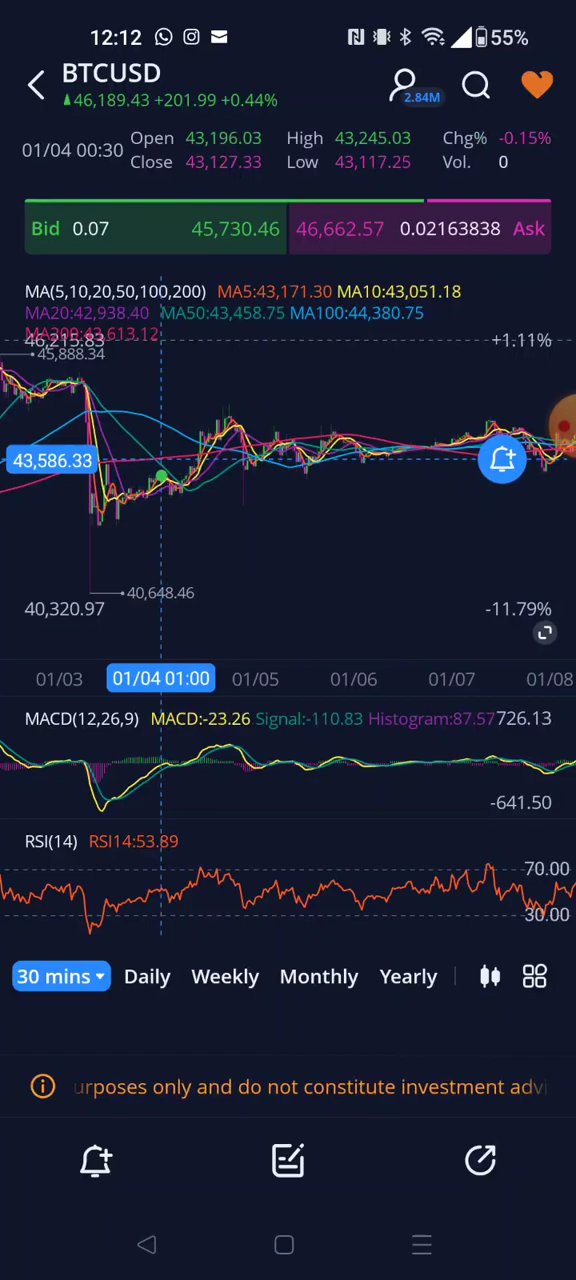 12:12 55%
BTCUSD
46,189.43 +201.99 +0.44%
2.84M
01/04 00:30 Open 43,196.03 High 43,245.03 Chg% -0.15%
Close 43,127.33 Low 43,117.25 Vol. 0
Bid 0.07 45,730.46 46,662.57 0.02163838 Ask
MA(5,10,20,50,100,200) MA5:43,171.30 MA10:43,051.18
MA20:42,938.40 MA50:43,458.75 MA100:44,380.75
MA200:43,613.12
46,215.83 +1.11%
45,888.34
43,586.33
40,648.46
40,320.97 -11.79%
01/03 01/04 01:00 01/05 01/06 01/07 01/08
MACD(12,26,9) MACD:-23.26 Signal:-110.83 Histogram:87.57 726.13
-641.50
RSI(14) RSI14:53.89
70.00
30.00
30 mins Daily Weekly Monthly Yearly
urposes only and do not constitute investment advi